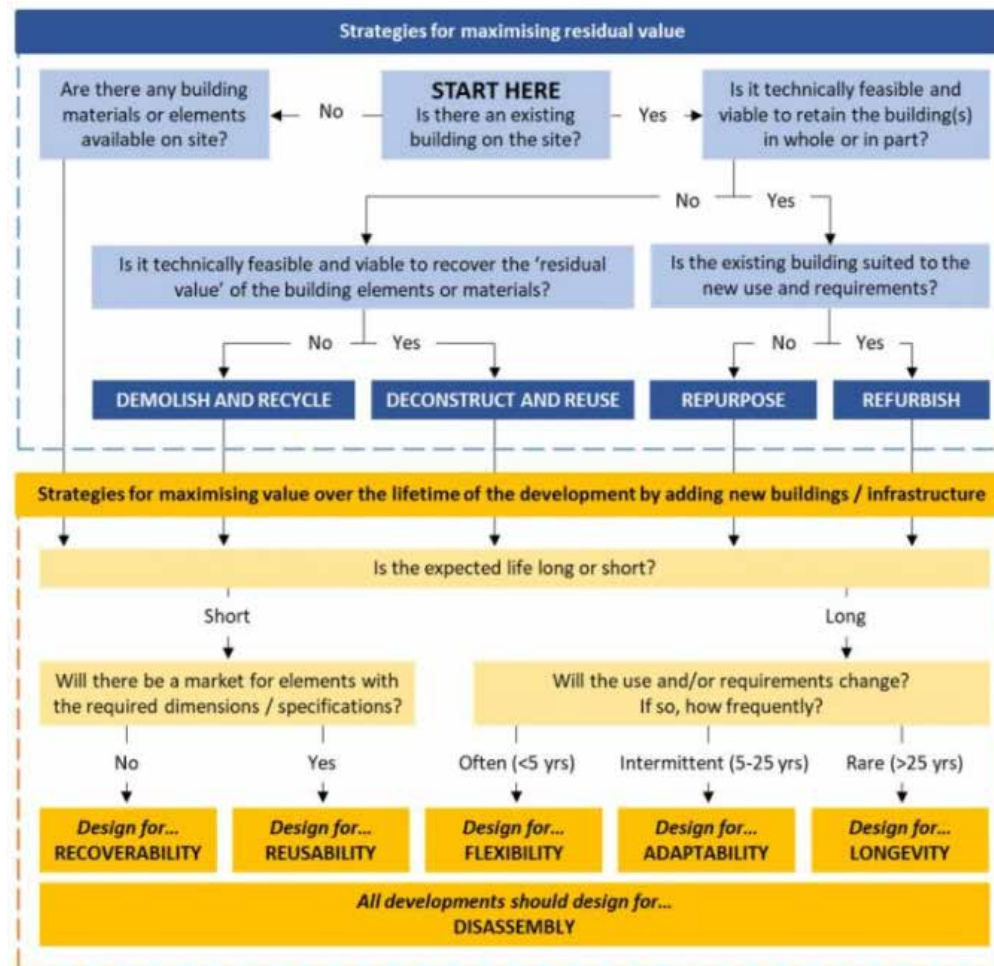 Strategies for maximising residual value
Are there any building
materials or elements
available on site?
No
START HERE
Is there an existing
building on the site?
Yes
Is it technically feasible and
viable to retain the building(s)
in whole or in part?
No
Yes
Is it technically feasible and viable to recover the ‘residual
value’ of the building elements or materials?
Is the existing building suited to the
new use and requirements?
No
Yes
No
Yes
DEMOLISH AND RECYCLE
DECONSTRUCT AND REUSE
REPURPOSE
REFURBISH
Strategies for maximising value over the lifetime of the development by adding new buildings / infrastructure
Is the expected life long or short?
Short
Long
Will there be a market for elements with
the required dimensions / specifications?
Will the use and/or requirements change?
If so, how frequently?
No
Yes
Often (<5 yrs)
Intermittent (5-25 yrs)
Rare (>25 yrs)
Design for...
RECOVERABILITY
Design for...
REUSABILITY
Design for...
FLEXIBILITY
Design for...
ADAPTABILITY
Design for...
LONGEVITY
All developments should design for...
DISASSEMBLY